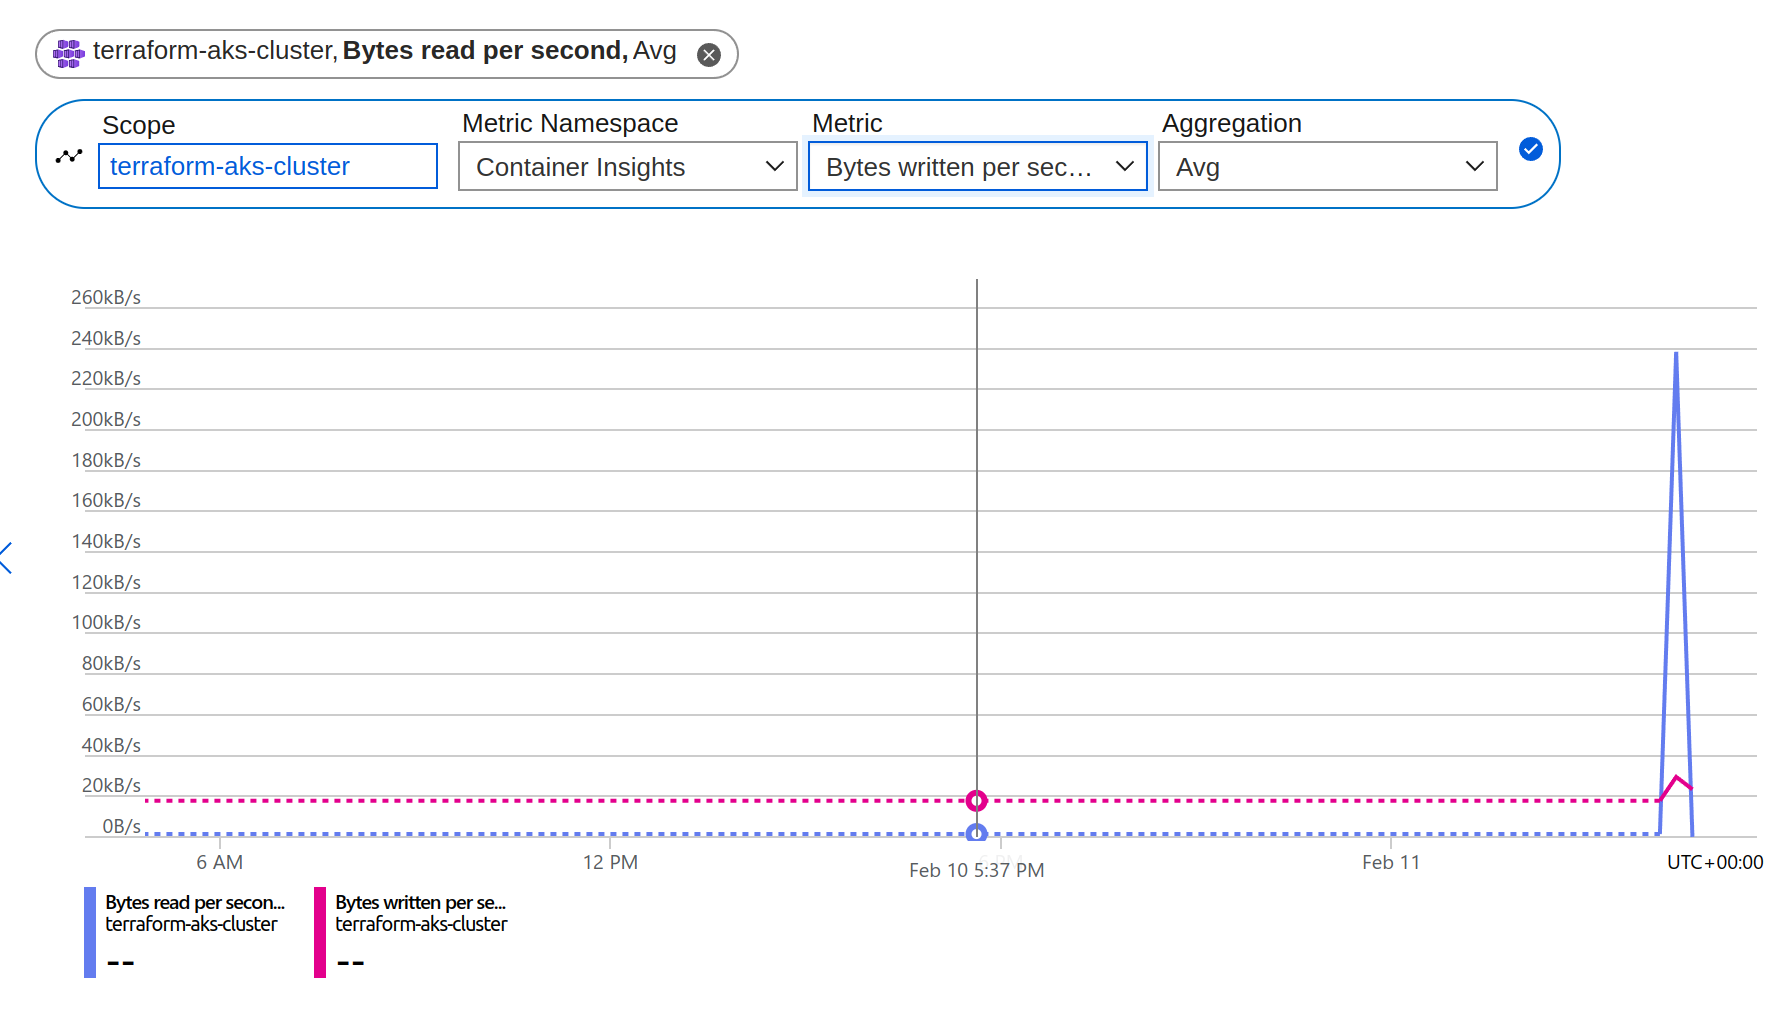 terraform-aks-cluster, Bytes read per second, Avg
Scope
Metric Namespace
Metric
Aggregation
terraform-aks-cluster
Container Insights
Bytes written per sec...
Avg
260kB/s
240kB/s
220kB/s
200kB/s
180kB/s
160kB/s
140kB/s
120kB/s
100kB/s
80kB/s
60kB/s
40kB/s
20kB/s
0B/s
6 AM
12 PM
Feb 10 5:37 PM
Feb 11
UTC+00:00
Bytes read per secon...
terraform-aks-cluster
--
Bytes written per se...
terraform-aks-cluster
--